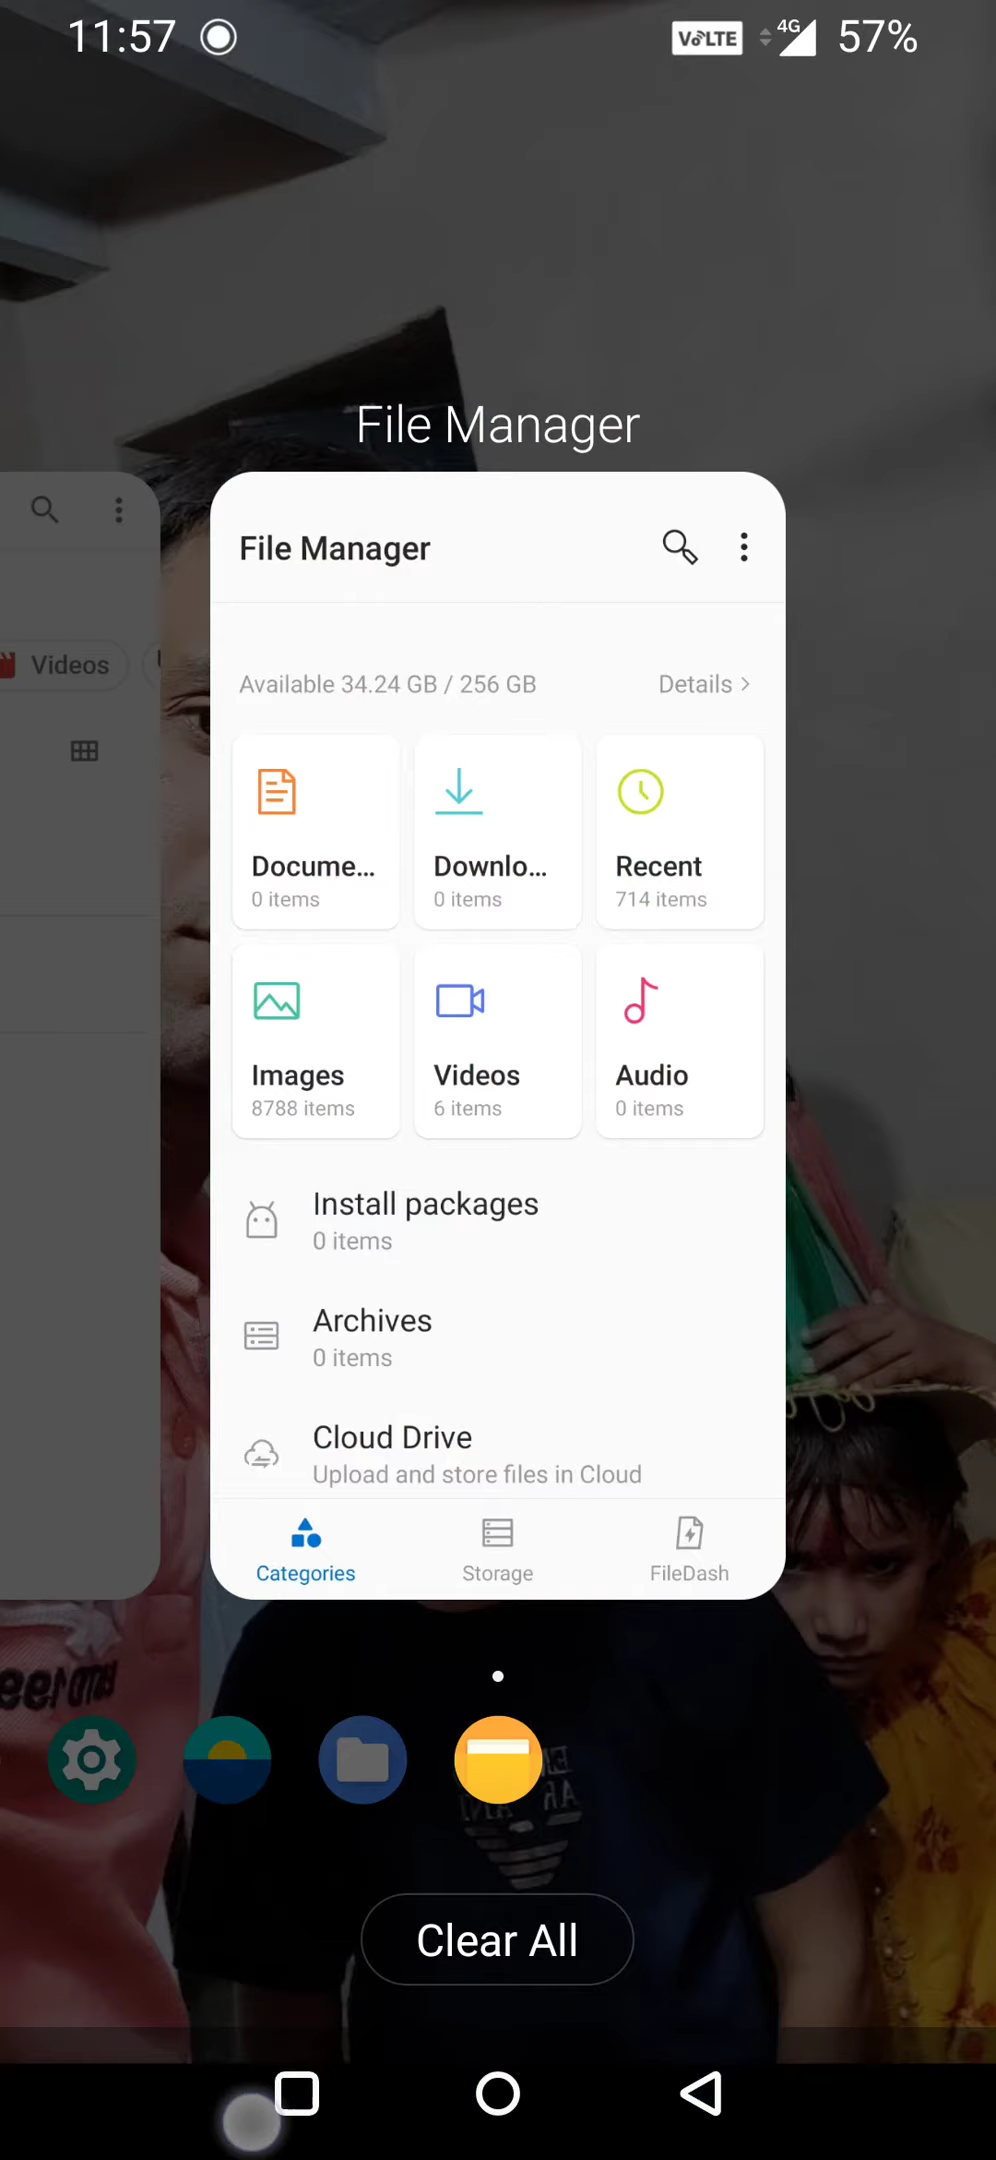 11:57
VoLTE 4G 57%
File Manager
File Manager
Videos
Available 34.24 GB / 256 GB
Details >
Docume...
0 items
Downlo...
0 items
Recent
714 items
Images
8788 items
Videos
6 items
Audio
0 items
Install packages
0 items
Archives
0 items
Cloud Drive
Upload and store files in Cloud
Categories
Storage
FileDash
Clear All